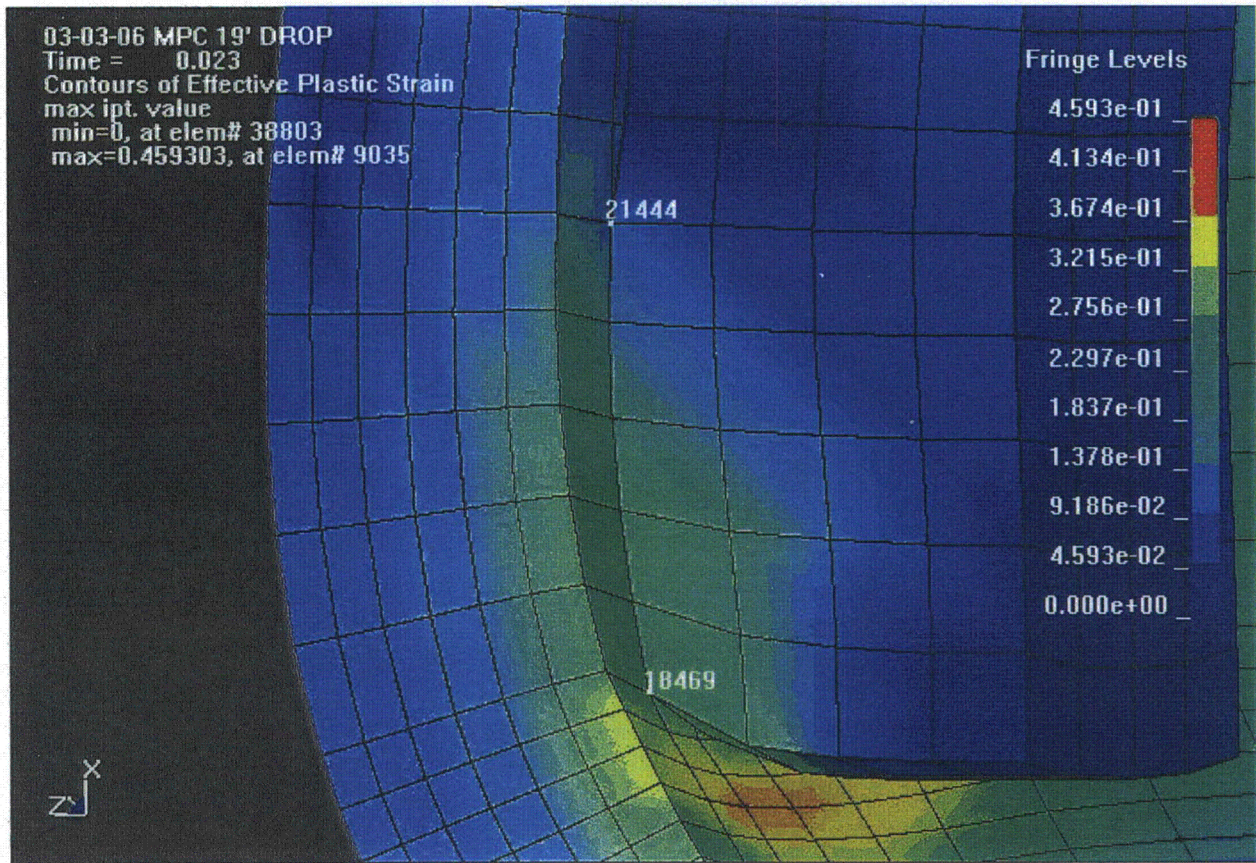 03-03-06 MPC 19' DROP
Time = 0.023
Contours of Effective Plastic Strain
max ipt. value
min=0, at elem# 38803
max=0.459303, at elem# 9035
Fringe Levels
4.593e-01
4.134e-01
3.674e-01
3.215e-01
2.756e-01
2.297e-01
1.837e-01
1.378e-01
9.186e-02
4.593e-02
0.000e+00
21444
18469
X
Z